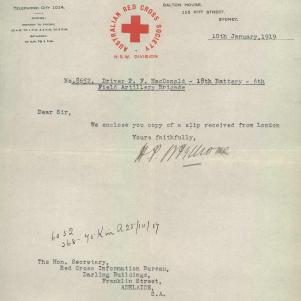 TELEPHONE CITY 1034.
AUSTRALIAN RED CROSS SOCIETY
N.S.W. DIVISION
DALTON HOUSE,
115 PITT STREET,
SYDNEY.
10th January, 1919
No. 8652. Driver P. F. MacDonald - 18th Battery - 6th
Field Artillery Brigade
Dear Sir,
We enclose you copy of a slip received from London
Yours faithfully,
The Hon. Secretary,
Red Cross Information Bureau,
Darling Buildings,
Franklin Street,
ADELAIDE,
S.A.